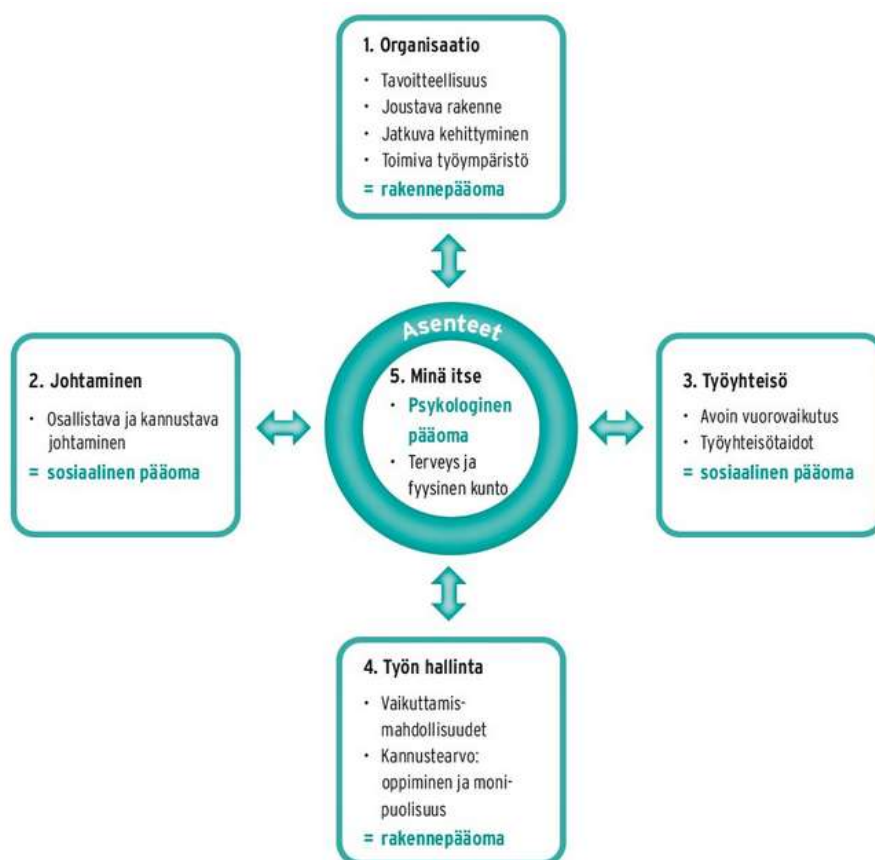 1. Organisaatio
• Tavoitteellisuus
• Joustava rakenne
• Jatkuva kehittyminen
• Toimiva työympäristö
= rakennepääoma
2. Johtaminen
• Osallistava ja kannustava
johtaminen
= sosiaalinen pääoma
Asenteet
5. Minä itse
• Psykologinen
pääoma
• Terveys ja
fyysinen kunto
3. Työyhteisö
• Avoin vuorovaikutus
• Työyhteisötaidot
= sosiaalinen pääoma
4. Työn hallinta
• Vaikuttamis-
mahdollisuudet
• Kannustearvo:
oppiminen ja moni-
puolisuus
= rakennepääoma